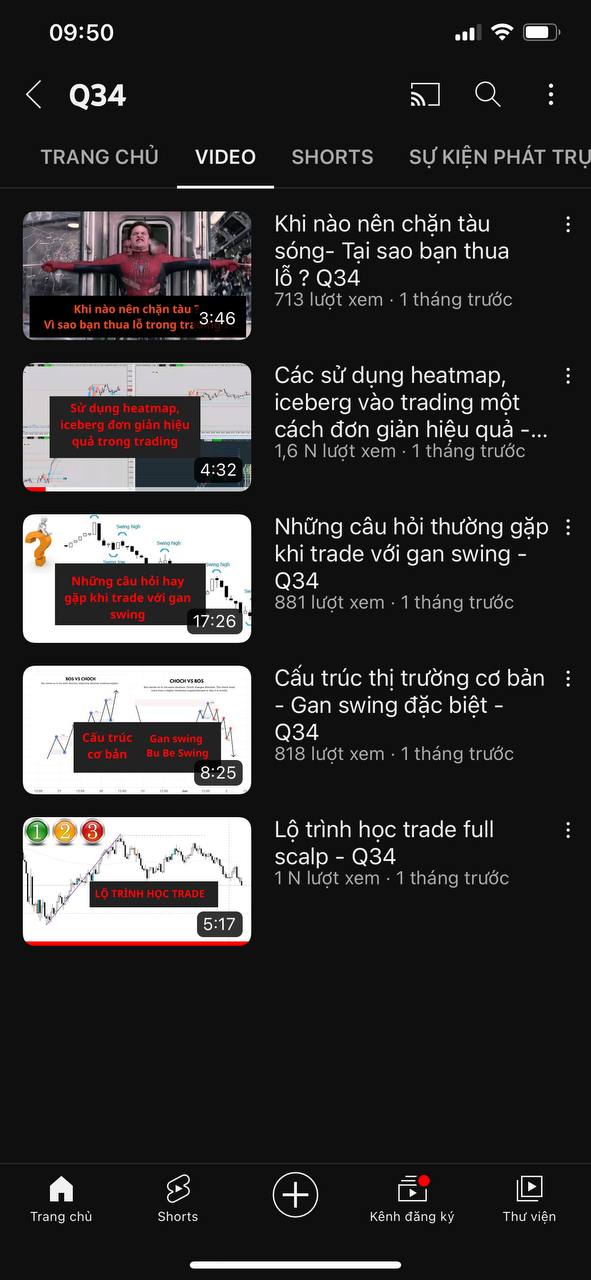 09:50
Q34
TRANG CHỦ VIDEO SHORTS SỰ KIỆN PHÁT TRỰ
Khi nào nên chặn tàu ?
Vì sao bạn thua lỗ trong
3:46
Khi nào nên chặn tàu
sóng- Tại sao bạn thua
lỗ ? Q34
713 lượt xem · 1 tháng trước
Sử dụng heatmap,
iceberg đơn giản hiệu
quả trong trading
4:32
Các sử dụng heatmap,
iceberg vào trading một
cách đơn giản hiệu quả -...
1,6 N lượt xem · 1 tháng trước
Swing high
Swing high
Swing low
Swing high
Những câu hỏi hay
gặp khi trade với gan
swing
17:26
Những câu hỏi thường gặp
khi trade với gan swing -
Q34
881 lượt xem · 1 tháng trước
BOS VS CHOCH
CHOCH VS BOS
Cấu trúc
cơ bản
Gan swing
Bu Be Swing
8:25
Cấu trúc thị trường cơ bản
- Gan swing đặc biệt -
Q34
818 lượt xem · 1 tháng trước
1 2 3
LỘ TRÌNH HỌC TRADE
5:17
Lộ trình học trade full
scalp - Q34
1 N lượt xem · 1 tháng trước
Trang chủ Shorts Kênh đăng ký Thư viện